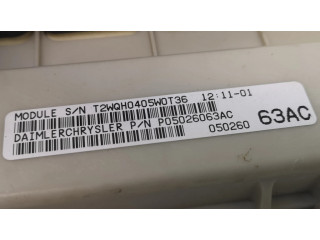 MODULE S/N T2WQH0405W0T36 12:11-01
DAIMLERCHRYSLER P/N P05026063AC
050260 63AC